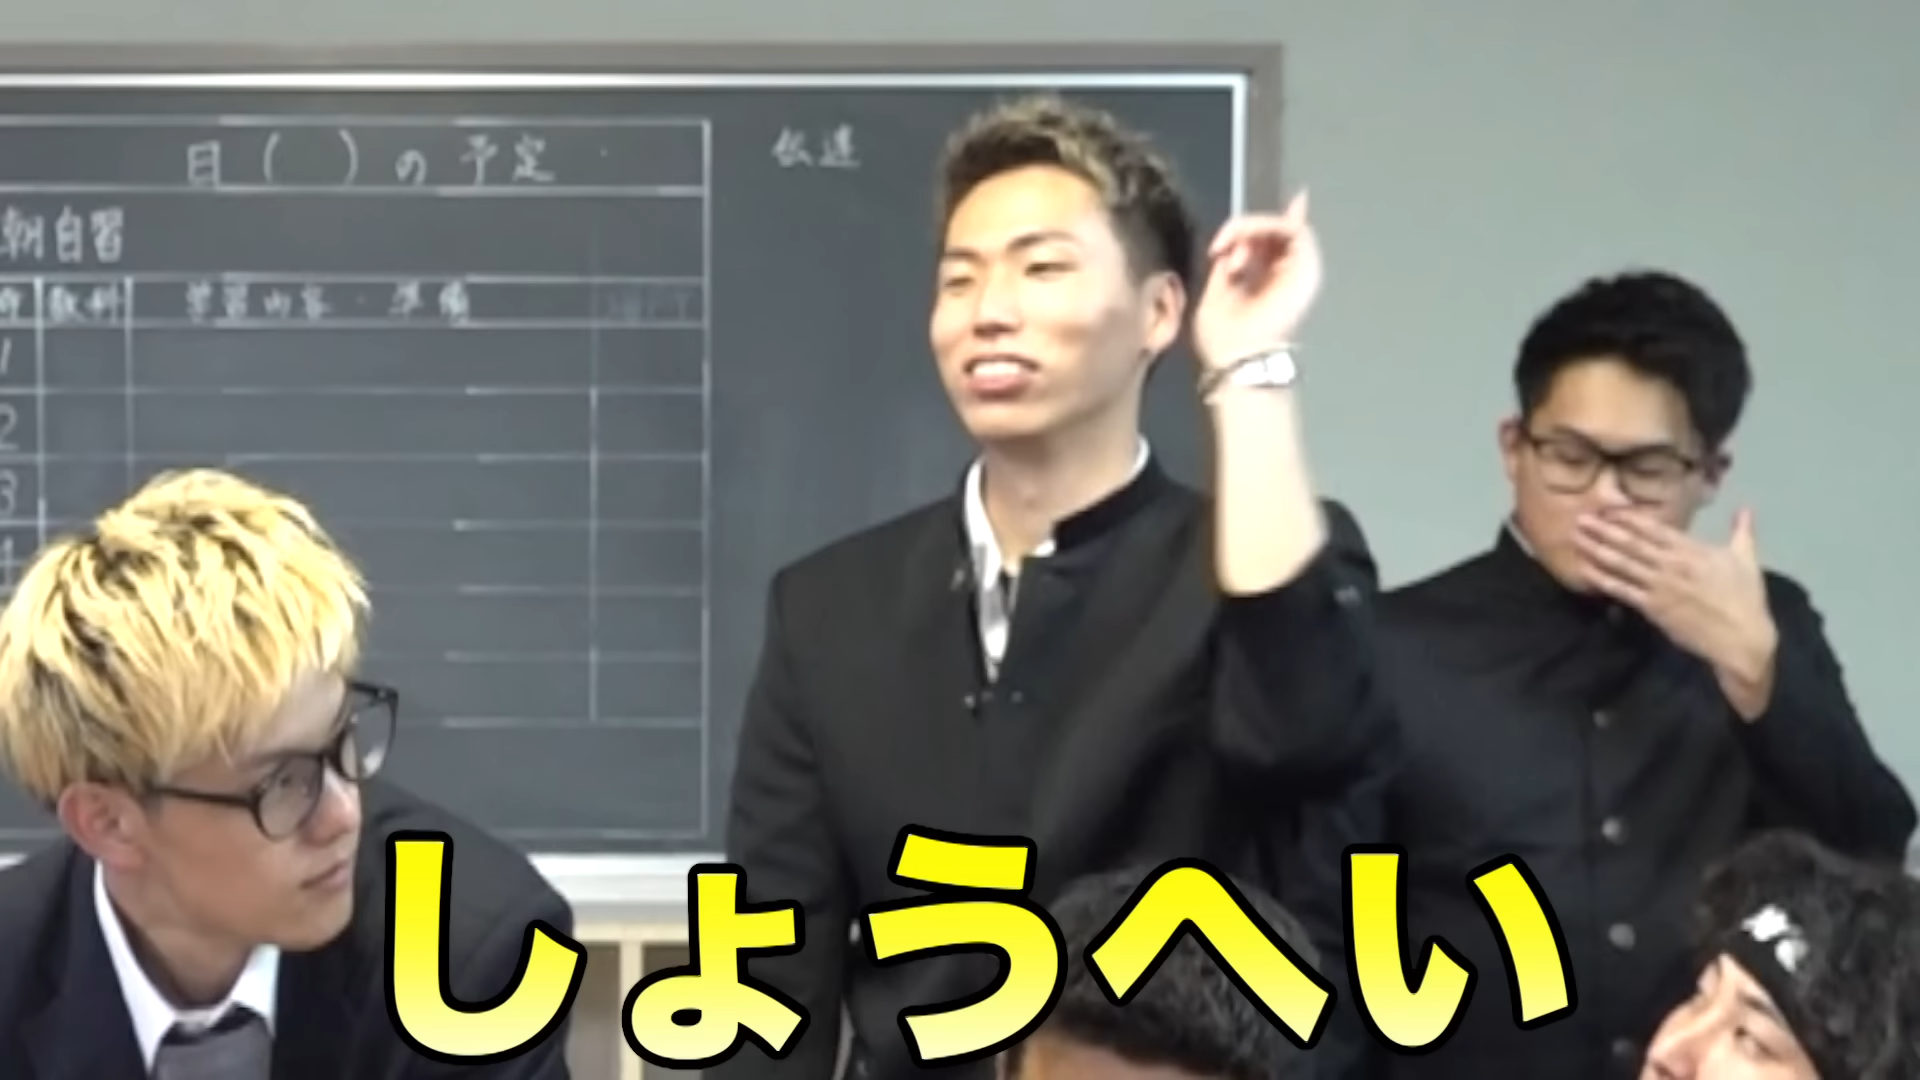 日 （ ） の 予定
伝達
朝自習
教科 学習内容・準備
1
2
3
4
しょうへい